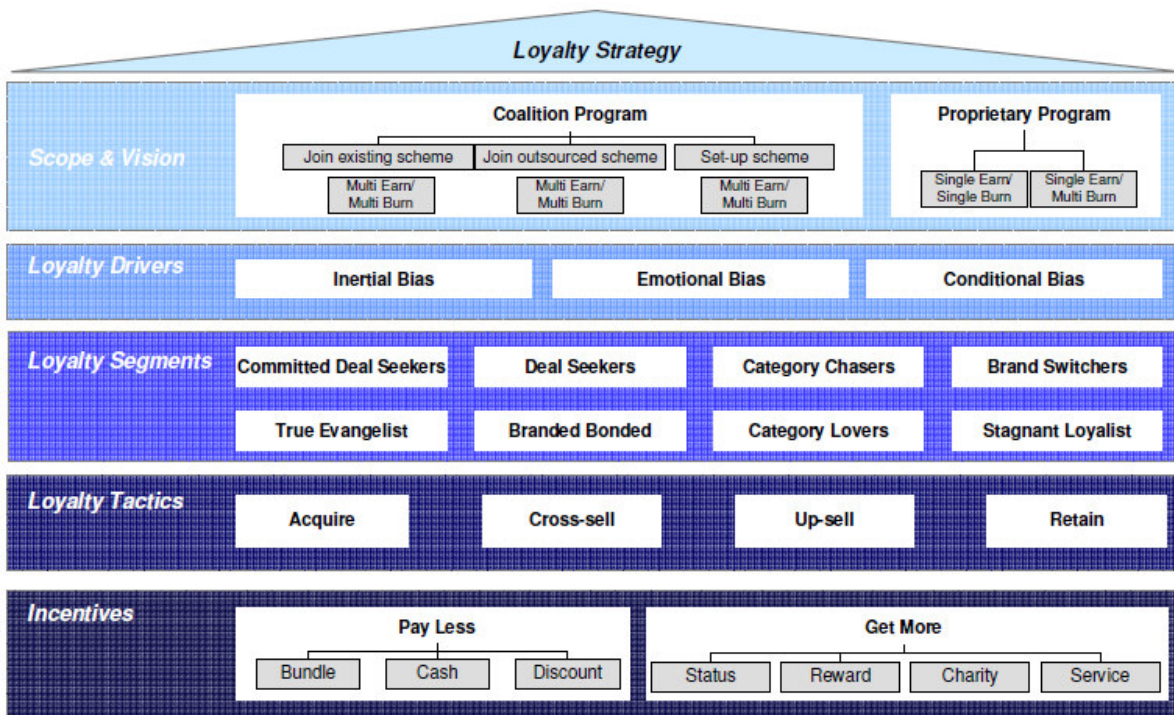 Loyalty Strategy
Scope & Vision
Coalition Program
Join existing scheme
Join outsourced scheme
Set-up scheme
Multi Earn/
Multi Burn
Multi Earn/
Multi Burn
Multi Earn/
Multi Burn
Proprietary Program
Single Earn/
Single Burn
Single Earn/
Multi Burn
Loyalty Drivers
Inertial Bias
Emotional Bias
Conditional Bias
Loyalty Segments
Committed Deal Seekers
Deal Seekers
Category Chasers
Brand Switchers
True Evangelist
Branded Bonded
Category Lovers
Stagnant Loyalist
Loyalty Tactics
Acquire
Cross-sell
Up-sell
Retain
Incentives
Pay Less
Bundle
Cash
Discount
Get More
Status
Reward
Charity
Service